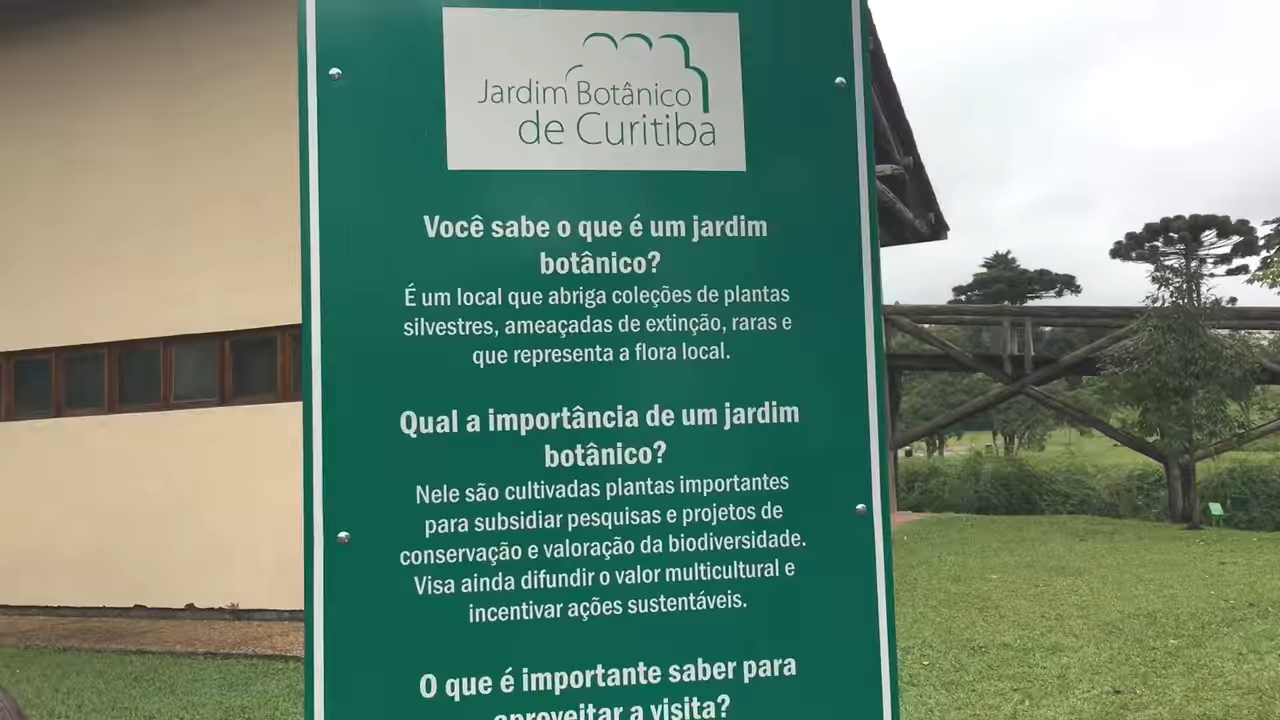 Jardim Botânico
de Curitiba
Você sabe o que é um jardim
botânico?
É um local que abriga coleções de plantas
silvestres, ameaçadas de extinção, raras e
que representa a flora local.
Qual a importância de um jardim
botânico?
Nele são cultivadas plantas importantes
para subsidiar pesquisas e projetos de
conservação e valoração da biodiversidade.
Visa ainda difundir o valor multicultural e
incentivar ações sustentáveis.
O que é importante saber para
aproveitar a visita?